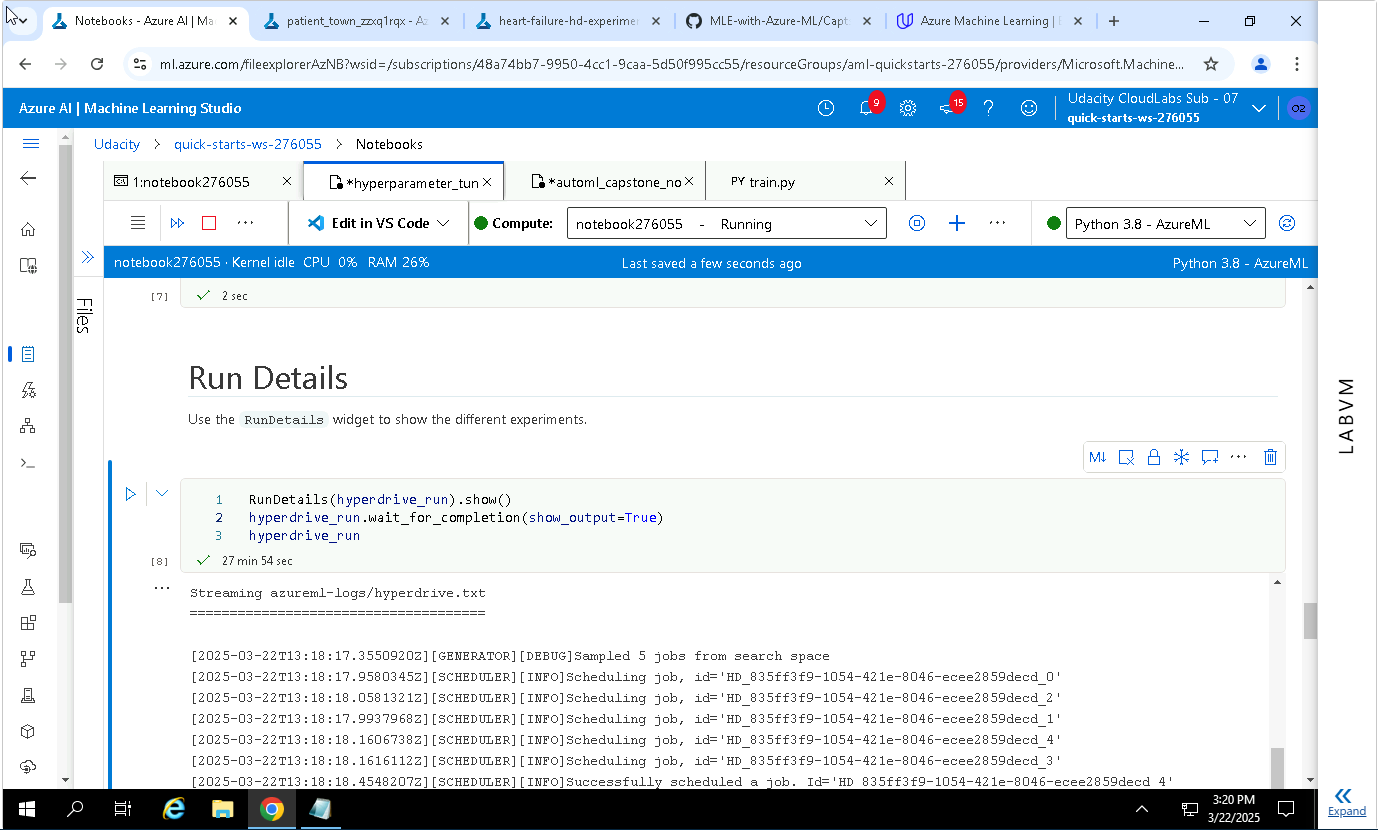 Notebooks - Azure AI | Ma
patient_town_zzxq1rqx - Az
heart-failure-hd-experimen
MLE-with-Azure-ML/Capt
Azure Machine Learning | E
ml.azure.com/fileexplorerAzNB?wsid=/subscriptions/48a74bb7-9950-4cc1-9caa-5d50f995cc55/resourceGroups/aml-quickstarts-276055/providers/Microsoft.Machine...
Azure AI | Machine Learning Studio
9
15
Udacity CloudLabs Sub - 07
quick-starts-ws-276055
O2
Udacity > quick-starts-ws-276055 > Notebooks
1:notebook276055
*hyperparameter_tun
*automl_capstone_no
PY train.py
Edit in VS Code
Compute:
notebook276055 - Running
Python 3.8 - AzureML
notebook276055 · Kernel idle CPU 0% RAM 26%
Last saved a few seconds ago
Python 3.8 - AzureML
Files
[7]
2 sec
Run Details
Use the RunDetails widget to show the different experiments.
M↓
1 RunDetails(hyperdrive_run).show()
2 hyperdrive_run.wait_for_completion(show_output=True)
3 hyperdrive_run
[8]
27 min 54 sec
Streaming azureml-logs/hyperdrive.txt
=====================================
[2025-03-22T13:18:17.3550920Z][GENERATOR][DEBUG]Sampled 5 jobs from search space
[2025-03-22T13:18:17.9580345Z][SCHEDULER][INFO]Scheduling job, id='HD_835ff3f9-1054-421e-8046-ecee2859decd_0'
[2025-03-22T13:18:18.0581321Z][SCHEDULER][INFO]Scheduling job, id='HD_835ff3f9-1054-421e-8046-ecee2859decd_2'
[2025-03-22T13:18:17.9937968Z][SCHEDULER][INFO]Scheduling job, id='HD_835ff3f9-1054-421e-8046-ecee2859decd_1'
[2025-03-22T13:18:18.1606738Z][SCHEDULER][INFO]Scheduling job, id='HD_835ff3f9-1054-421e-8046-ecee2859decd_4'
[2025-03-22T13:18:18.1616112Z][SCHEDULER][INFO]Scheduling job, id='HD_835ff3f9-1054-421e-8046-ecee2859decd_3'
[2025-03-22T13:18:18.4548207Z][SCHEDULER][INFO]Successfully scheduled a job. Id='HD_835ff3f9-1054-421e-8046-ecee2859decd_4'
3:20 PM
3/22/2025
LABVM
Expand